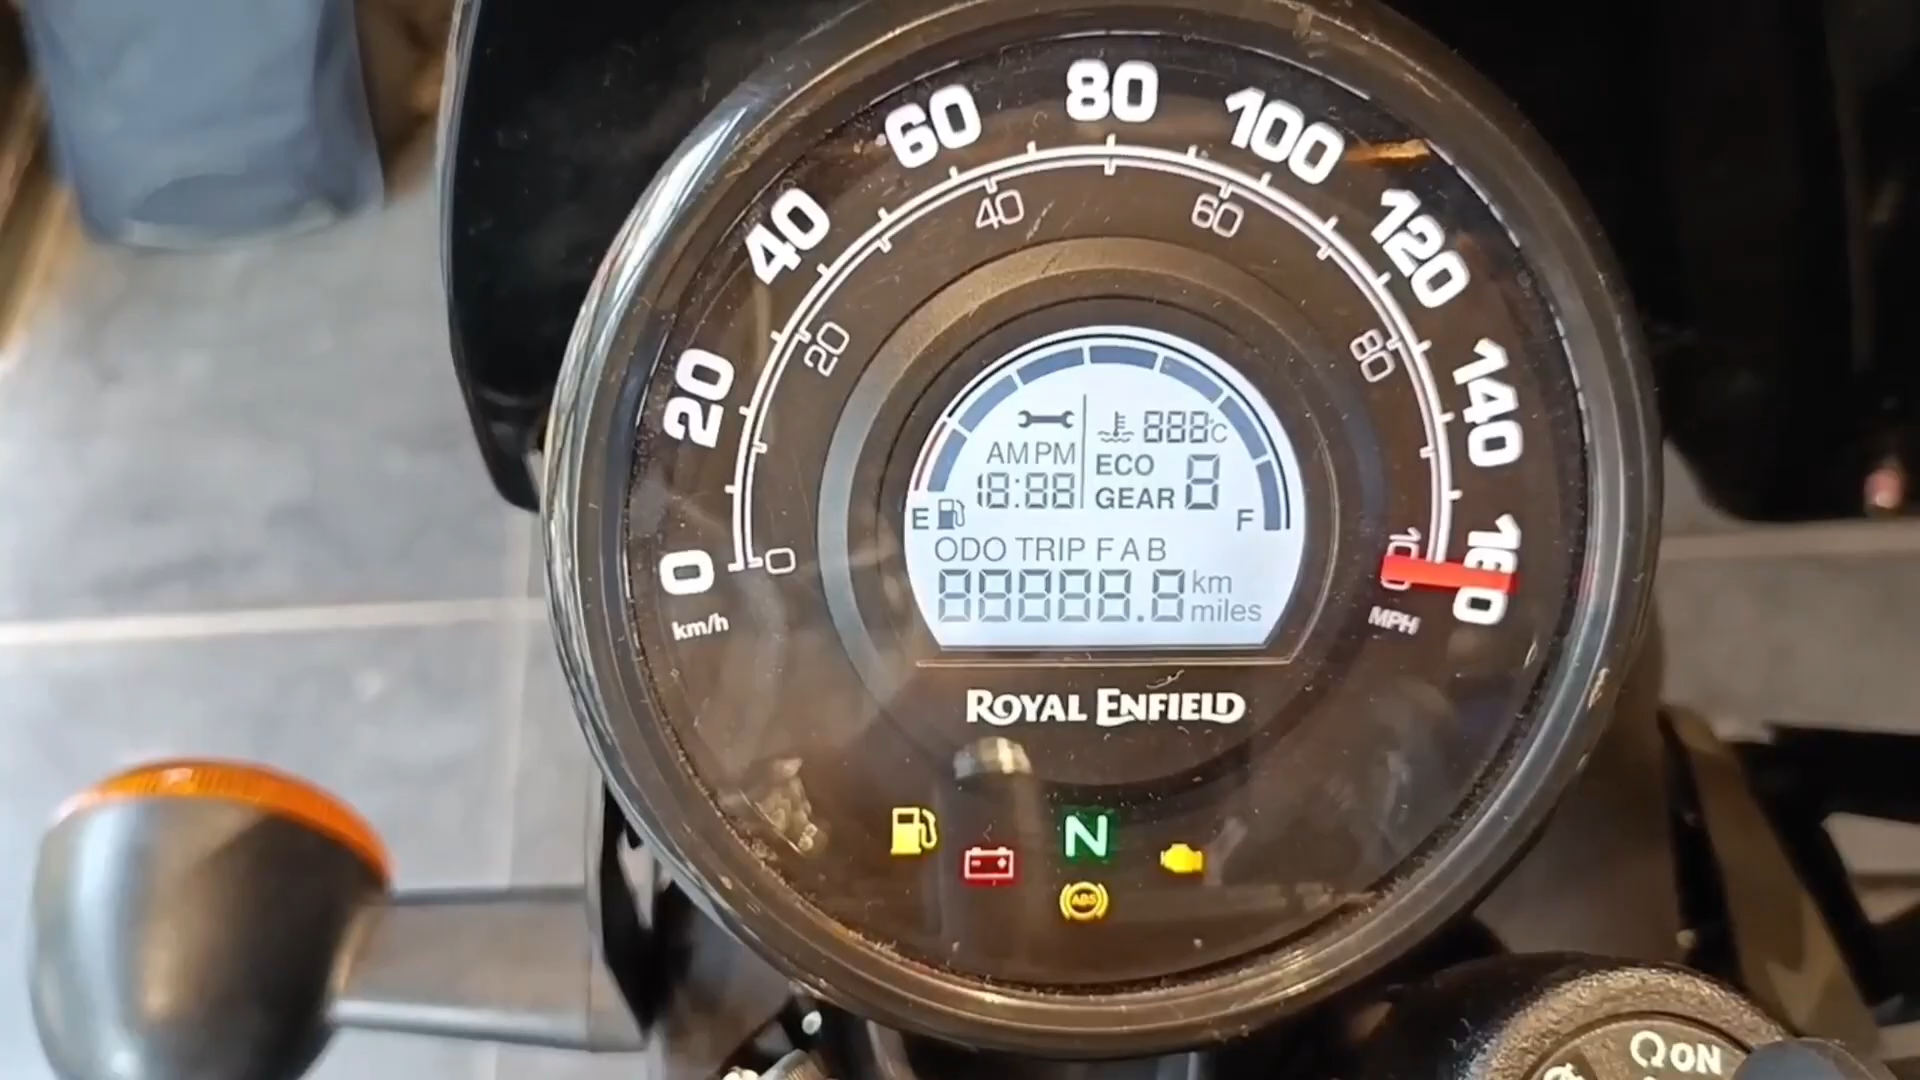 80
60
100
40
60
40
120
20
80
20
140
888°C
AM PM
ECO
18:88
GEAR 8
E
F
160
0
0
ODO TRIP F A B
88888.8 km
miles
km/h
MPH
ROYAL ENFIELD
N
ABS
ON